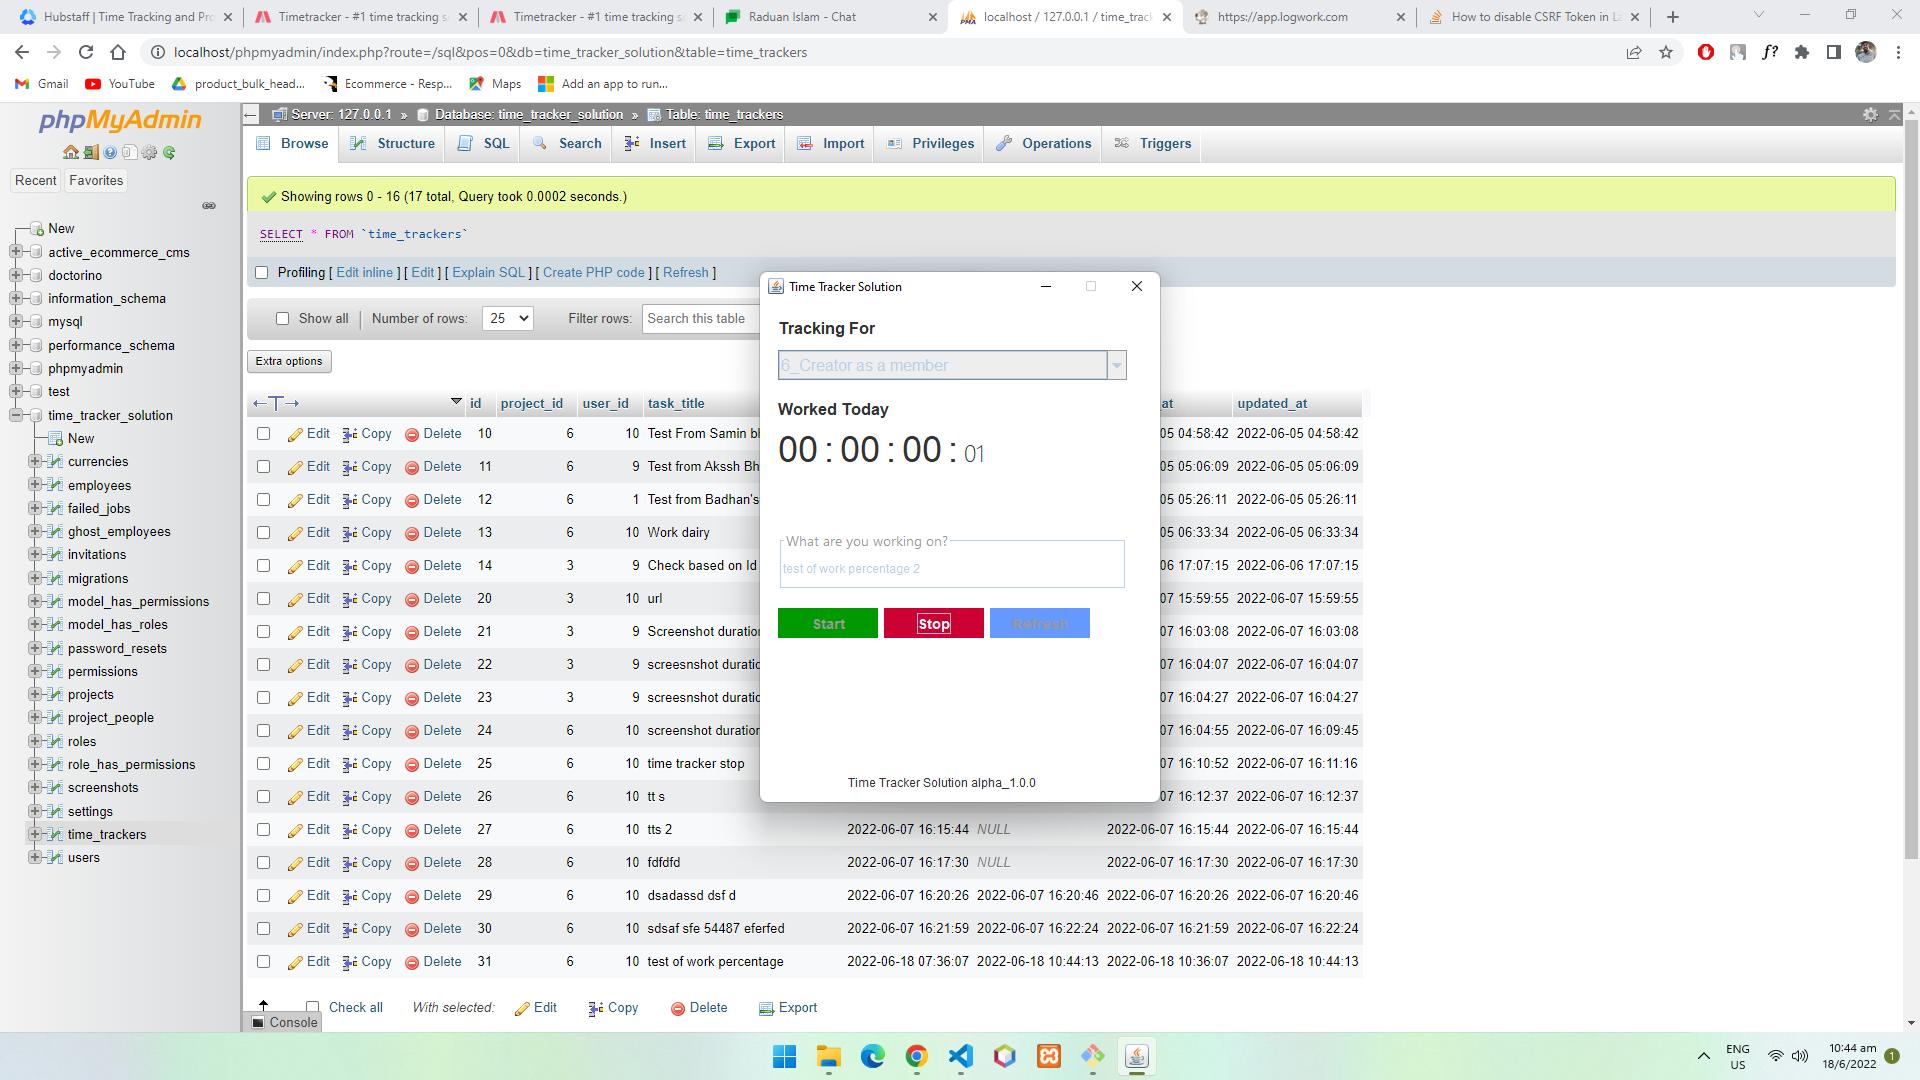 Hubstaff | Time Tracking and Pro
Timetracker - #1 time tracking s
Timetracker - #1 time tracking s
Raduan Islam - Chat
localhost / 127.0.0.1 / time_track
https://app.logwork.com
How to disable CSRF Token in La
localhost/phpmyadmin/index.php?route=/sql&pos=0&db=time_tracker_solution&table=time_trackers
Gmail YouTube product_bulk_head... Ecommerce - Resp... Maps Add an app to run...
phpMyAdmin
Recent Favorites
New
active_ecommerce_cms
doctorino
information_schema
mysql
performance_schema
phpmyadmin
test
time_tracker_solution
New
currencies
employees
failed_jobs
ghost_employees
invitations
migrations
model_has_permissions
model_has_roles
password_resets
permissions
projects
project_people
roles
role_has_permissions
screenshots
settings
time_trackers
users
Server: 127.0.0.1 » Database: time_tracker_solution » Table: time_trackers
Browse Structure SQL Search Insert Export Import Privileges Operations Triggers
Showing rows 0 - 16 (17 total, Query took 0.0002 seconds.)
SELECT * FROM `time_trackers`
Profiling [ Edit inline ] [ Edit ] [ Explain SQL ] [ Create PHP code ] [ Refresh ]
Show all Number of rows: 25 Filter rows: Search this table
Extra options
id project_id user_id task_title _at updated_at
Edit Copy Delete 10 6 10 Test From Samin bl 05 04:58:42 2022-06-05 04:58:42
Edit Copy Delete 11 6 9 Test from Akssh Bh 05 05:06:09 2022-06-05 05:06:09
Edit Copy Delete 12 6 1 Test from Badhan's 05 05:26:11 2022-06-05 05:26:11
Edit Copy Delete 13 6 10 Work dairy 05 06:33:34 2022-06-05 06:33:34
Edit Copy Delete 14 3 9 Check based on Id 06 17:07:15 2022-06-06 17:07:15
Edit Copy Delete 20 3 10 url 07 15:59:55 2022-06-07 15:59:55
Edit Copy Delete 21 3 9 Screenshot duration 07 16:03:08 2022-06-07 16:03:08
Edit Copy Delete 22 3 9 screesnshot duratio 07 16:04:07 2022-06-07 16:04:07
Edit Copy Delete 23 3 9 screesnshot duratio 07 16:04:27 2022-06-07 16:04:27
Edit Copy Delete 24 6 10 screenshot duration 07 16:04:55 2022-06-07 16:09:45
Edit Copy Delete 25 6 10 time tracker stop 07 16:10:52 2022-06-07 16:11:16
Edit Copy Delete 26 6 10 tt s 07 16:12:37 2022-06-07 16:12:37
Edit Copy Delete 27 6 10 tts 2 2022-06-07 16:15:44 NULL 2022-06-07 16:15:44 2022-06-07 16:15:44
Edit Copy Delete 28 6 10 fdfdfd 2022-06-07 16:17:30 NULL 2022-06-07 16:17:30 2022-06-07 16:17:30
Edit Copy Delete 29 6 10 dsadassd dsf d 2022-06-07 16:20:26 2022-06-07 16:20:46 2022-06-07 16:20:26 2022-06-07 16:20:46
Edit Copy Delete 30 6 10 sdsaf sfe 54487 eferfed 2022-06-07 16:21:59 2022-06-07 16:22:24 2022-06-07 16:21:59 2022-06-07 16:22:24
Edit Copy Delete 31 6 10 test of work percentage 2022-06-18 07:36:07 2022-06-18 10:44:13 2022-06-18 10:36:07 2022-06-18 10:44:13
Check all With selected: Edit Copy Delete Export
Console
Time Tracker Solution
Tracking For
6_Creator as a member
Worked Today
00 : 00 : 00 : 01
What are you working on?
test of work percentage 2
Start Stop Refresh
Time Tracker Solution alpha_1.0.0
ENG
US
10:44 am
18/6/2022
1